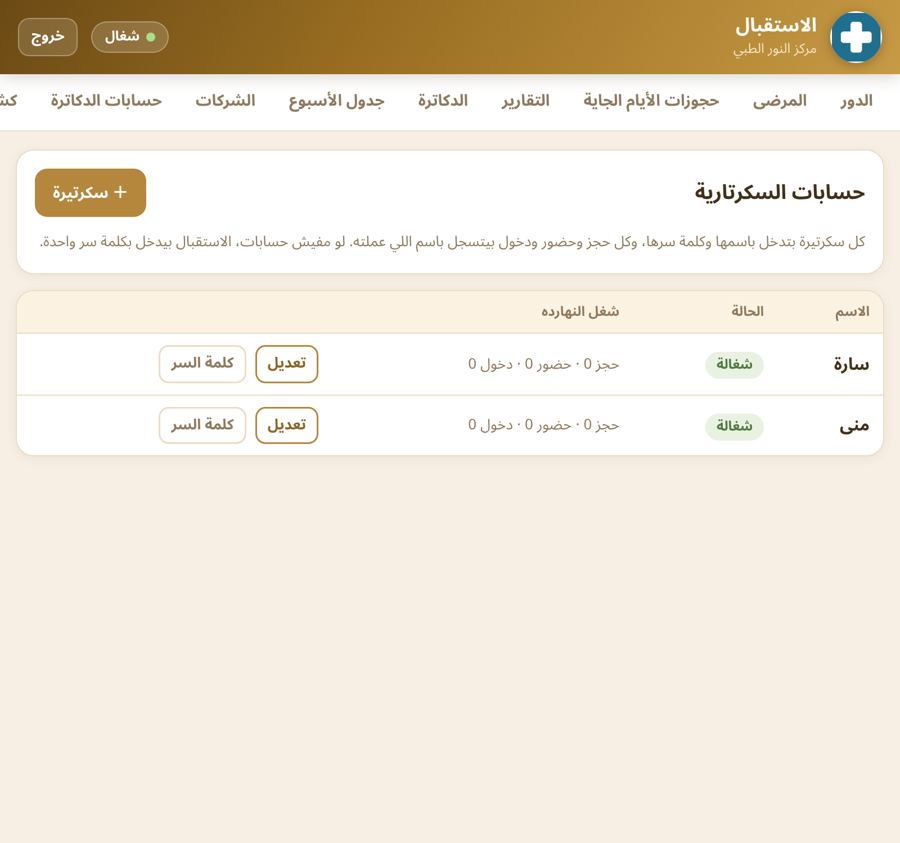 الاستقبال
مركز النور الطبي
شغال
خروج
الدور المرضى حجوزات الأيام الجاية التقارير الدكاترة جدول الأسبوع الشركات حسابات الدكاترة
حسابات السكرتارية
+ سكرتيرة
كل سكرتيرة بتدخل باسمها وكلمة سرها، وكل حجز وحضور ودخول بيتسجل باسم اللي عملته. لو مفيش حسابات، الاستقبال بيدخل بكلمة سر واحدة.
الاسم الحالة شغل النهارده
سارة شغالة حجز 0 · حضور 0 · دخول 0 تعديل كلمة السر
منى شغالة حجز 0 · حضور 0 · دخول 0 تعديل كلمة السر